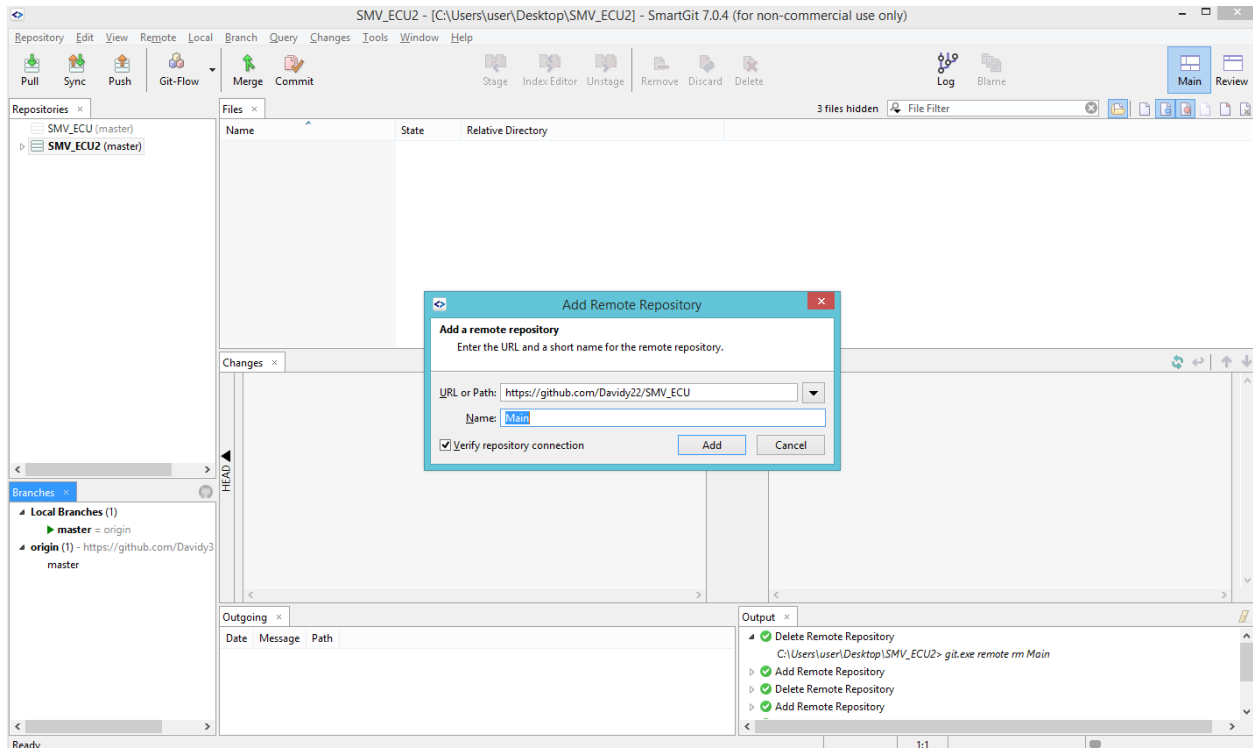 SMV_ECU2 - [C:\Users\user\Desktop\SMV_ECU2] - SmartGit 7.0.4 (for non-commercial use only)
Repository Edit View Remote Local Branch Query Changes Tools Window Help
Pull Sync Push Git-Flow Merge Commit Stage Index Editor Unstage Remove Discard Delete Log Blame Main Review
Repositories
SMV_ECU (master)
SMV_ECU2 (master)
Files
3 files hidden File Filter
Name State Relative Directory
Add Remote Repository
Add a remote repository
Enter the URL and a short name for the remote repository.
URL or Path: https://github.com/Davidy22/SMV_ECU
Name: Main
Verify repository connection Add Cancel
Changes
HEAD
Branches
Local Branches (1)
master = origin
origin (1) - https://github.com/Davidy3
master
Outgoing
Date Message Path
Output
Delete Remote Repository
C:\Users\user\Desktop\SMV_ECU2> git.exe remote rm Main
Add Remote Repository
Delete Remote Repository
Add Remote Repository
Ready 1:1